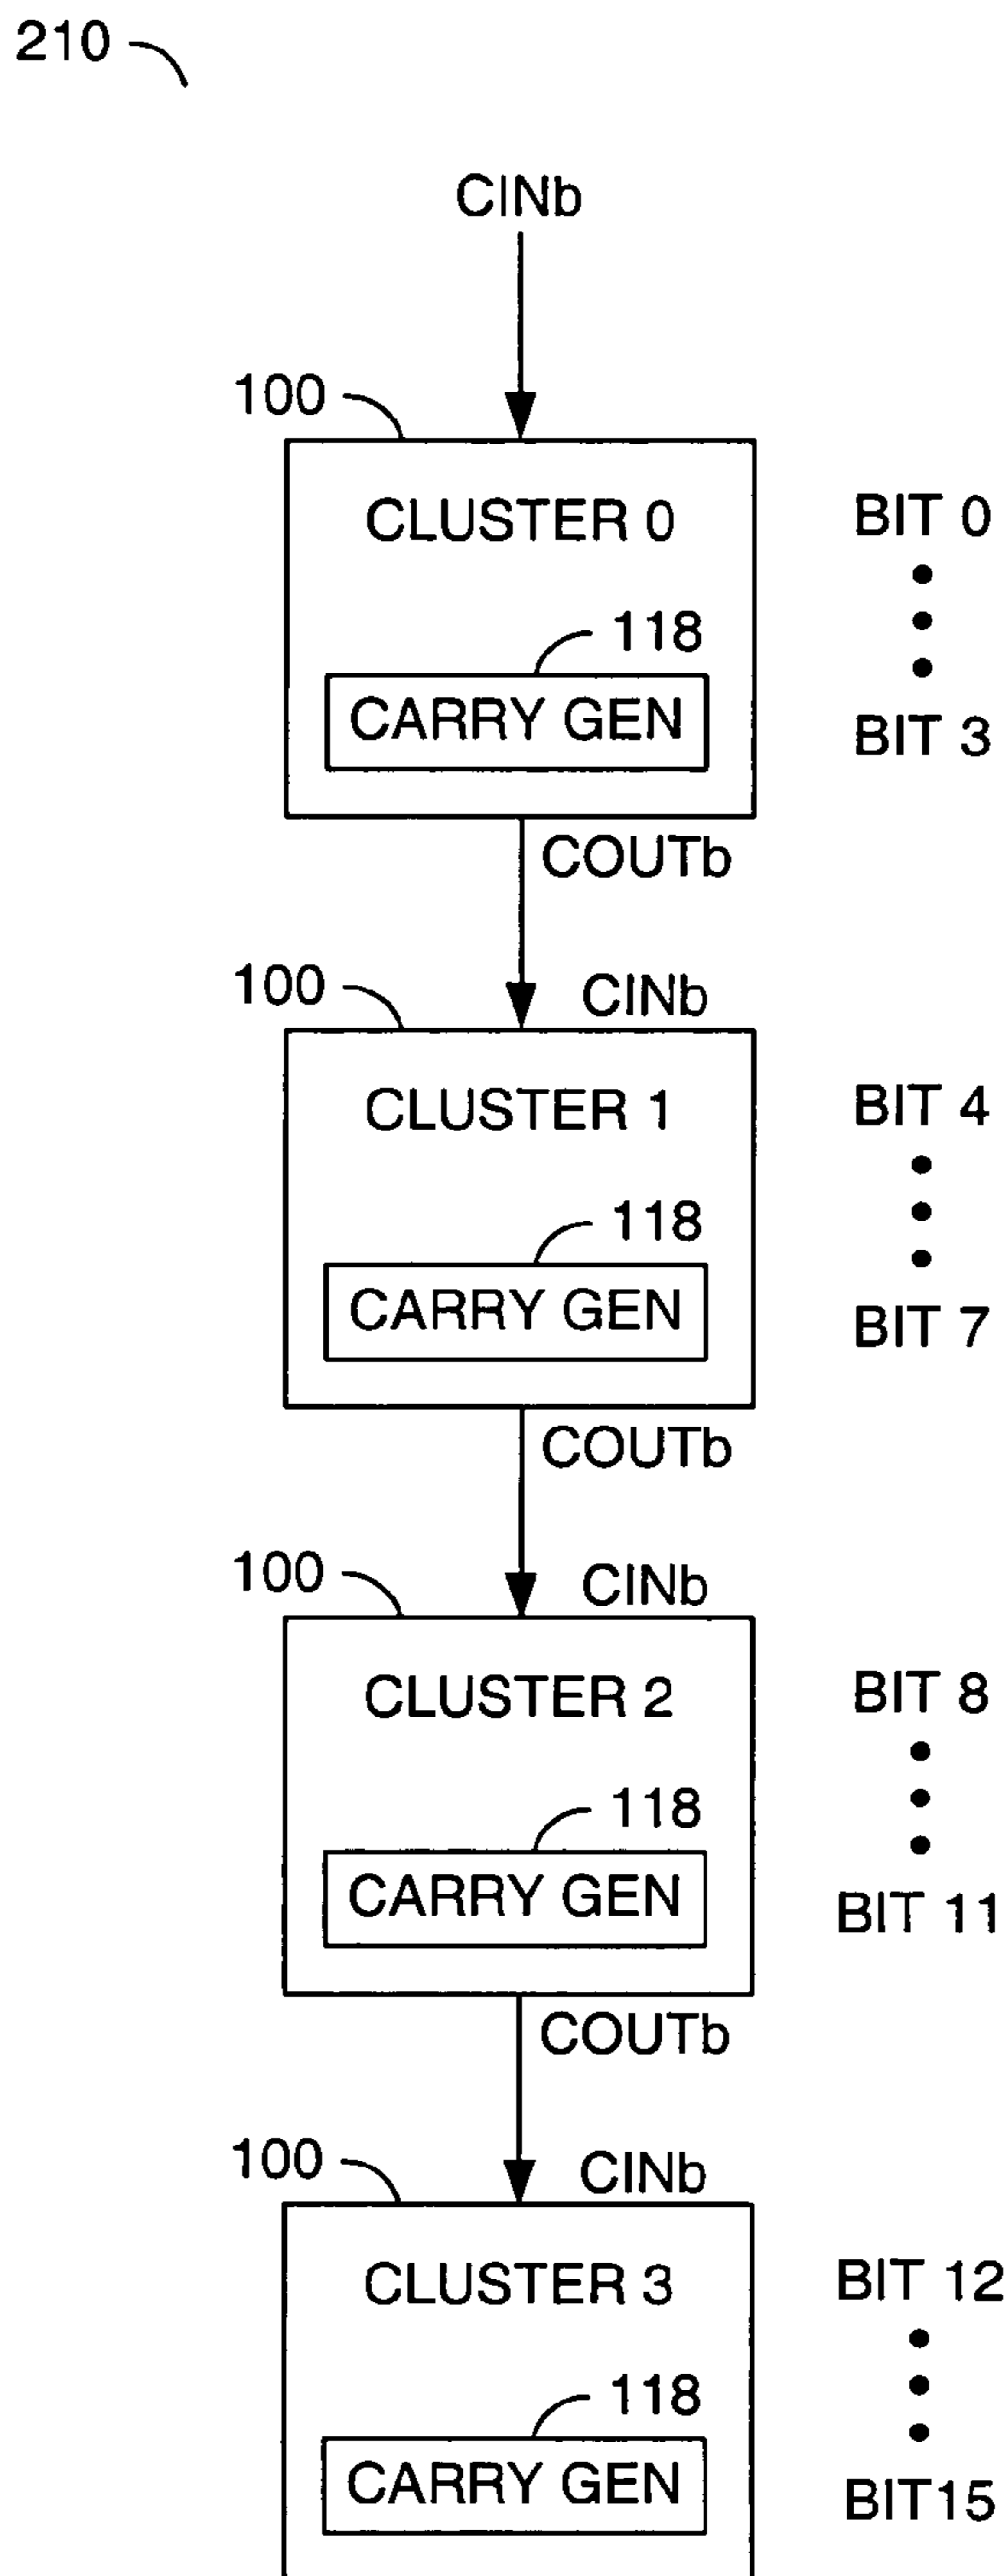 210
CINb
100
CLUSTER 0
BIT 0
118
CARRY GEN
BIT 3
COUTb
100
CINb
CLUSTER 1
BIT 4
118
CARRY GEN
BIT 7
COUTb
100
CINb
CLUSTER 2
BIT 8
118
CARRY GEN
BIT 11
COUTb
100
CINb
CLUSTER 3
BIT 12
118
CARRY GEN
BIT15